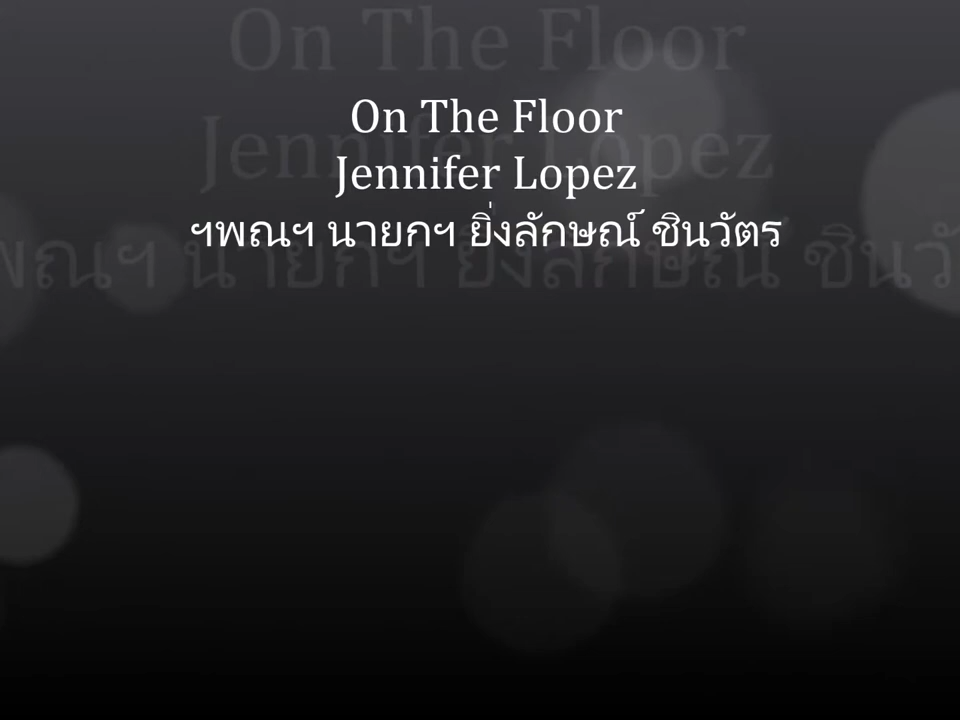 On The Floor
Jennifer Lopez
ฯพณฯ นายกฯ ยิ่งลักษณ์ ชินวัตร